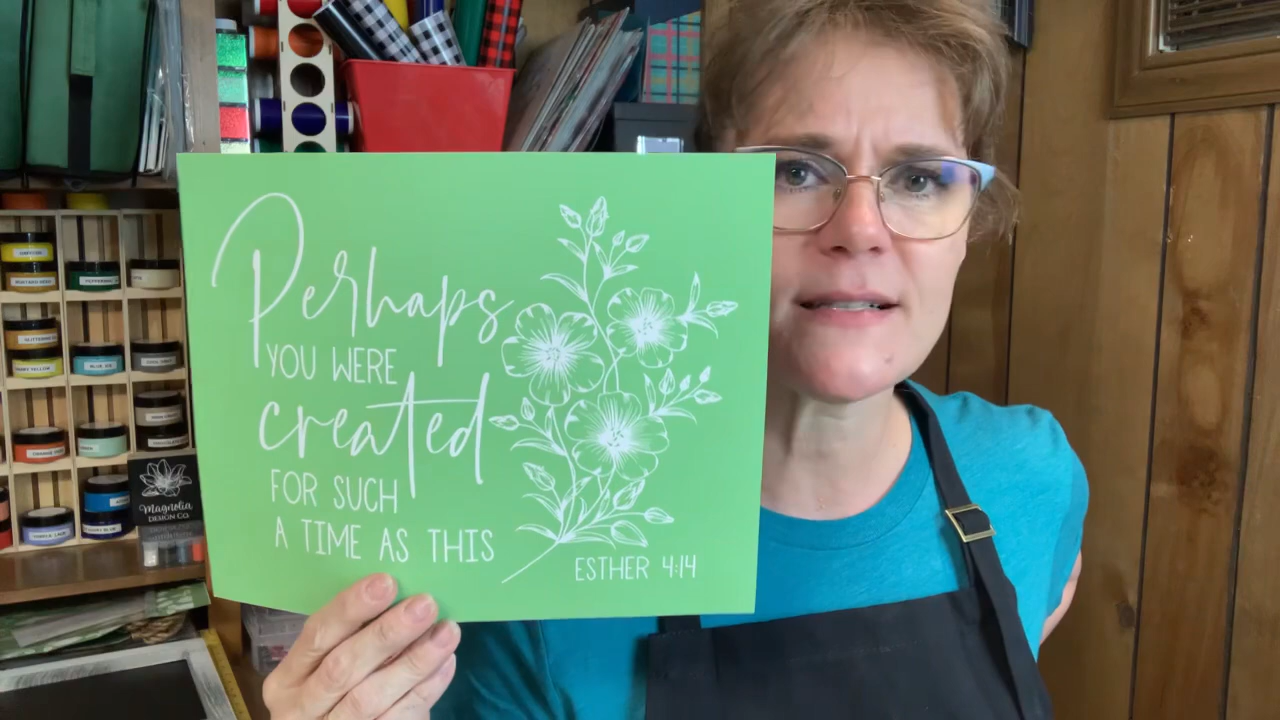 Perhaps
YOU WERE
created
FOR SUCH
A TIME AS THIS
ESTHER 4:14
Magnolia
DESIGN CO.